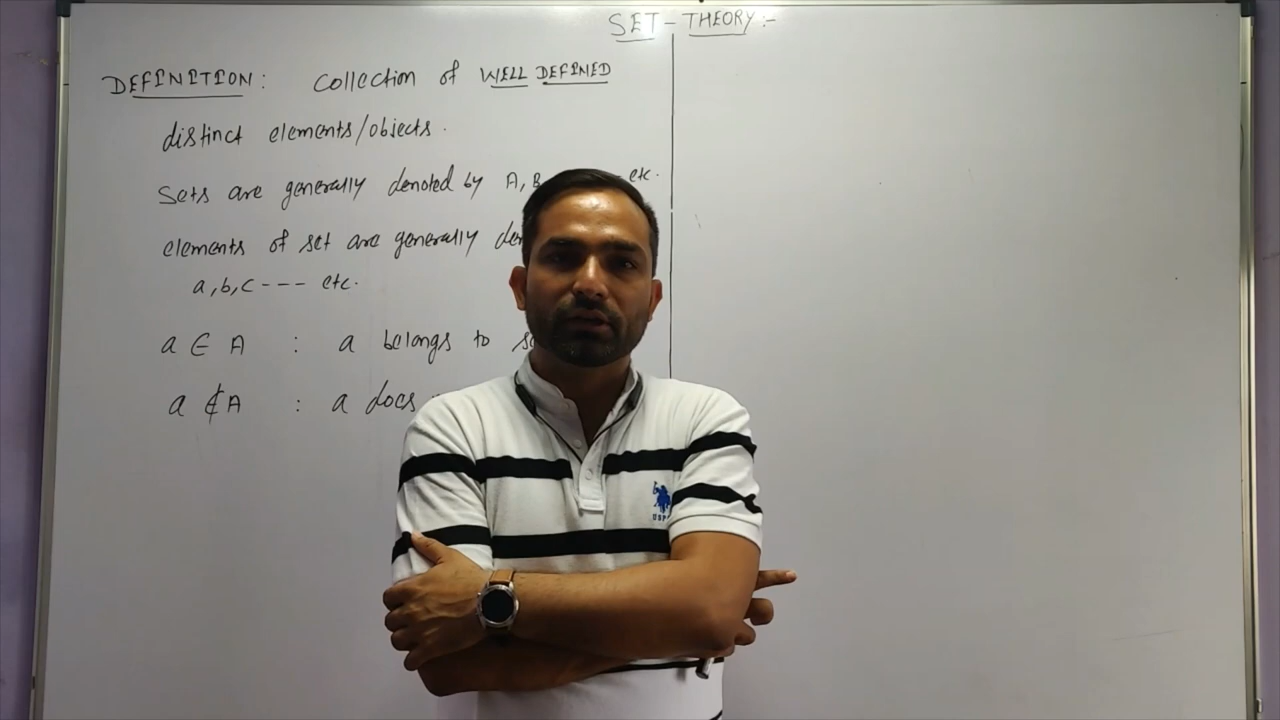 SET - THEORY :-
DEFINITION : Collection of WELL DEFINED
distinct elements/objects.
Sets are generally denoted by A, B etc.
elements of set are generally
a, b, c --- etc.
a ∈ A : a belongs to
a ∉ A : a does